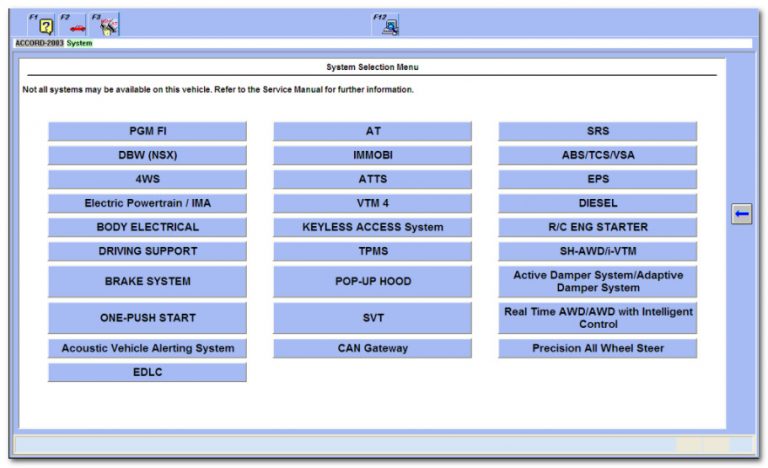 F1 F2 F3 F12
ACCORD-2003 System
System Selection Menu
Not all systems may be available on this vehicle. Refer to the Service Manual for further information.
PGM FI AT SRS
DBW (NSX) IMMOBI ABS/TCS/VSA
4WS ATTS EPS
Electric Powertrain / IMA VTM 4 DIESEL
BODY ELECTRICAL KEYLESS ACCESS System R/C ENG STARTER
DRIVING SUPPORT TPMS SH-AWD/i-VTM
BRAKE SYSTEM POP-UP HOOD Active Damper System/Adaptive
Damper System
ONE-PUSH START SVT Real Time AWD/AWD with Intelligent
Control
Acoustic Vehicle Alerting System CAN Gateway Precision All Wheel Steer
EDLC